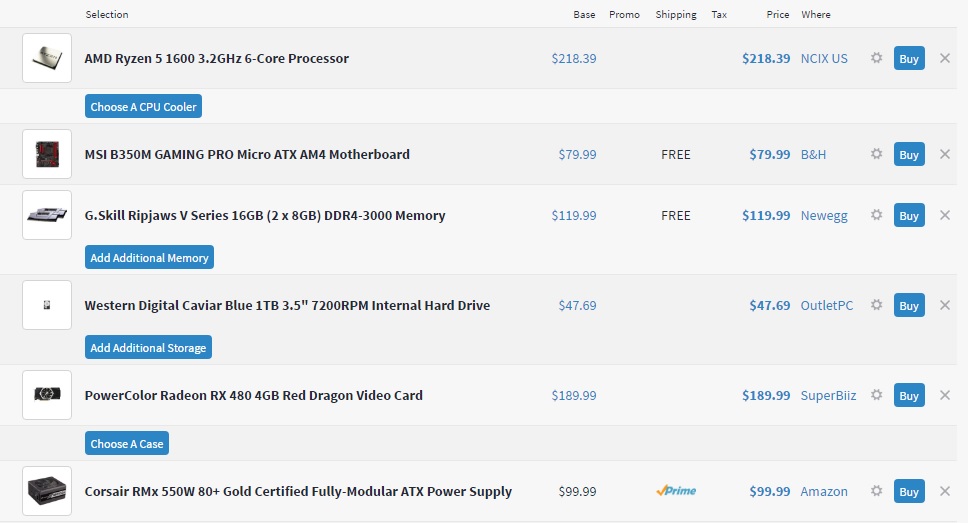 Selection Base Promo Shipping Tax Price Where
AMD Ryzen 5 1600 3.2GHz 6-Core Processor $218.39 $218.39 NCIX US Buy
Choose A CPU Cooler
MSI B350M GAMING PRO Micro ATX AM4 Motherboard $79.99 FREE $79.99 B&H Buy
G.Skill Ripjaws V Series 16GB (2 x 8GB) DDR4-3000 Memory $119.99 FREE $119.99 Newegg Buy
Add Additional Memory
Western Digital Caviar Blue 1TB 3.5" 7200RPM Internal Hard Drive $47.69 $47.69 OutletPC Buy
Add Additional Storage
PowerColor Radeon RX 480 4GB Red Dragon Video Card $189.99 $189.99 SuperBiiz Buy
Choose A Case
Corsair RMx 550W 80+ Gold Certified Fully-Modular ATX Power Supply $99.99 Prime $99.99 Amazon Buy